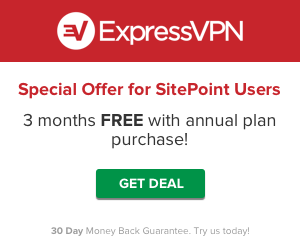 ExpressVPN
Special Offer for SitePoint Users
3 months FREE with annual plan
purchase!
GET DEAL
30 Day Money Back Guarantee. Try us today!